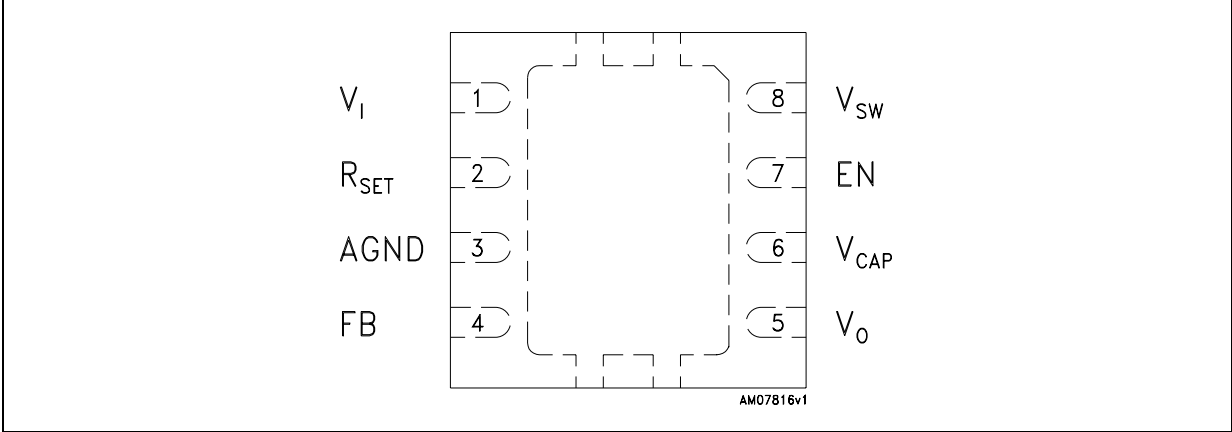 V_I 1 8 V_SW
R_SET 2 7 EN
AGND 3 6 V_CAP
FB 4 5 V_O
AM07816v1